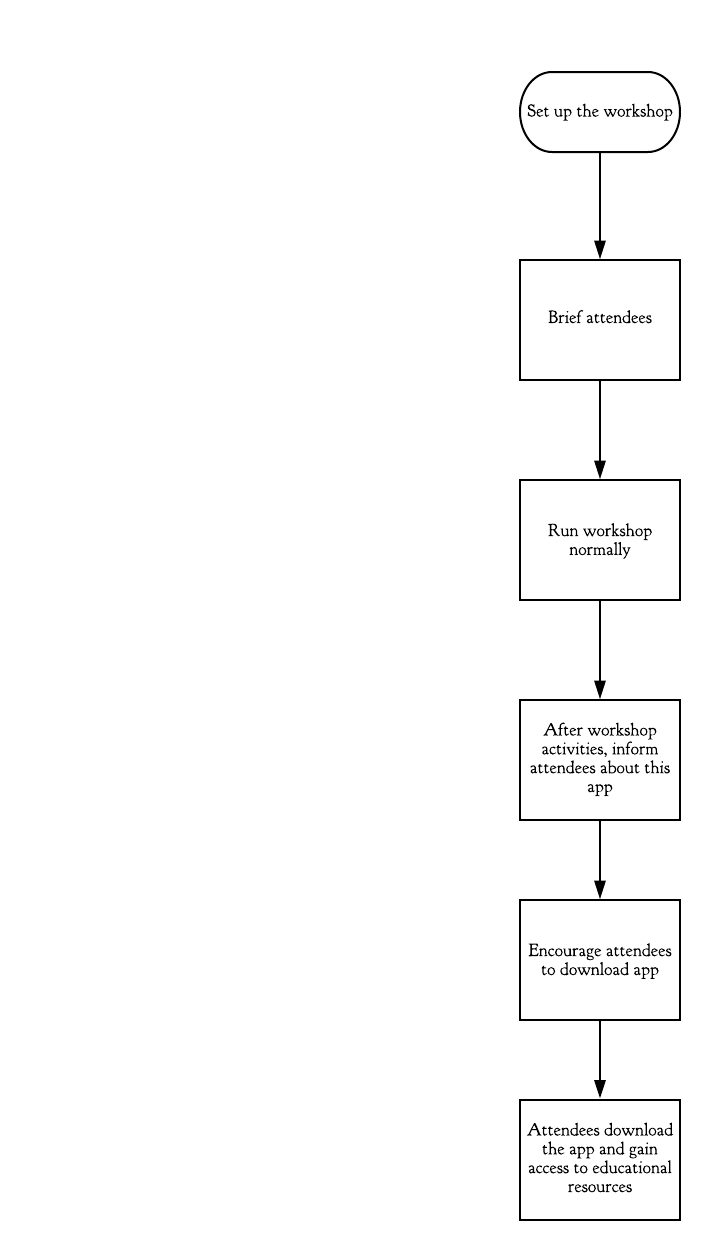 Set up the workshop
Brief attendees
Run workshop
normally
After workshop
activities, inform
attendees about this
app
Encourage attendees
to download app
Attendees download
the app and gain
access to educational
resources